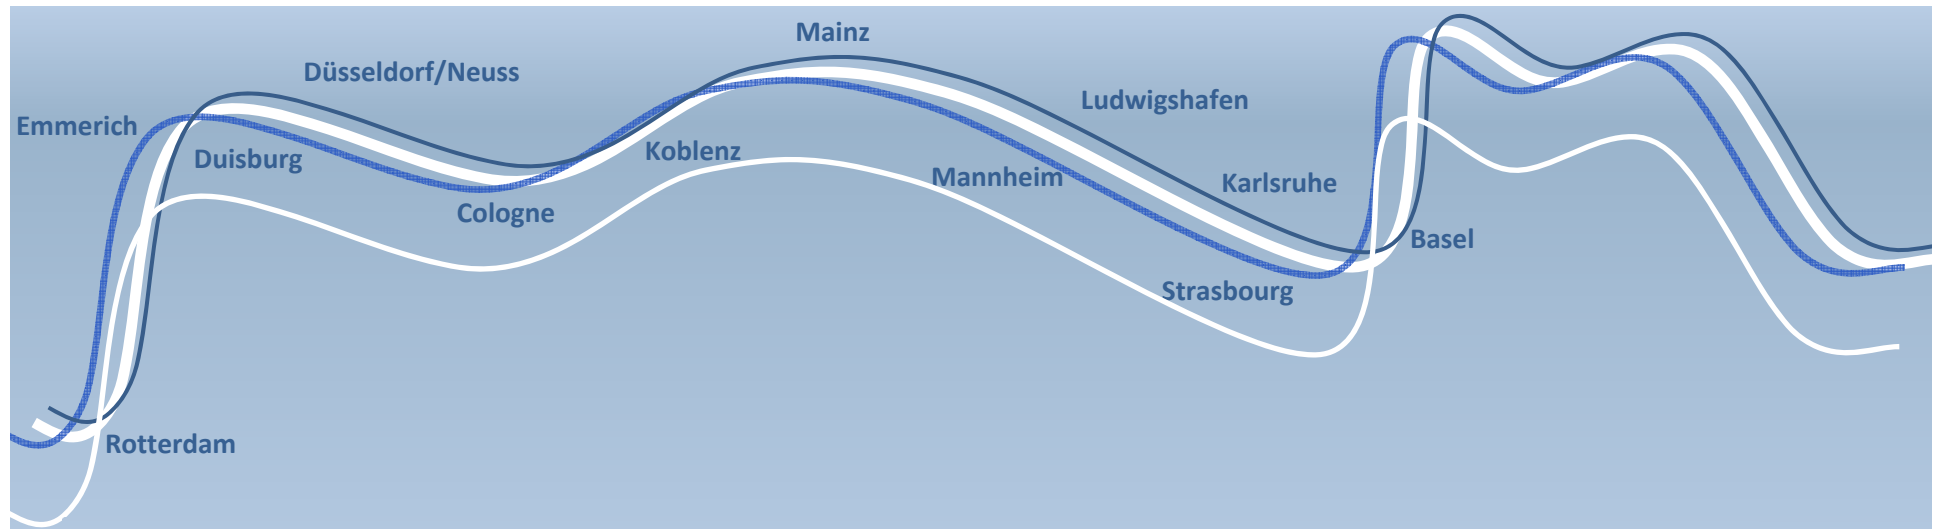 Mainz
Düsseldorf/Neuss
Ludwigshafen
Emmerich
Duisburg
Koblenz
Mannheim
Karlsruhe
Cologne
Basel
Strasbourg
Rotterdam